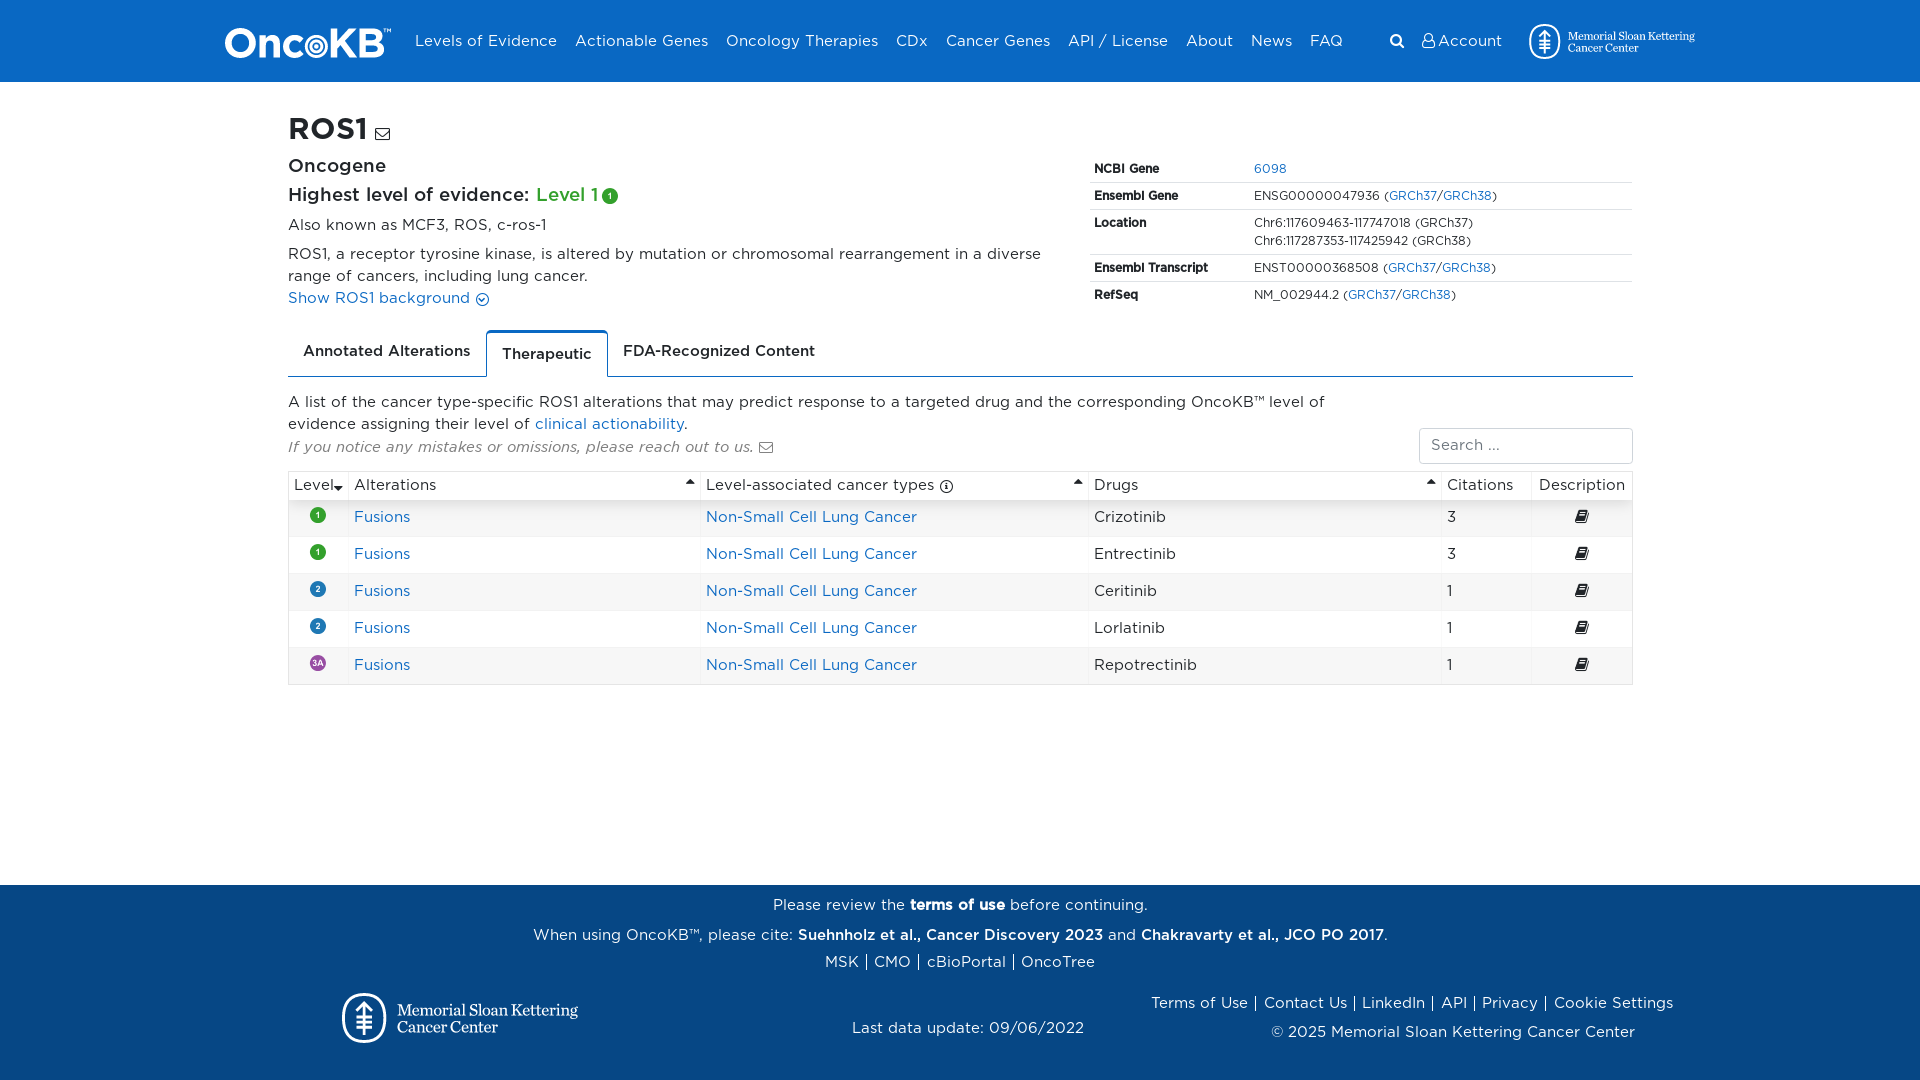 OncoKB™ Levels of Evidence Actionable Genes Oncology Therapies CDx Cancer Genes API / License About News FAQ Account Memorial Sloan Kettering
Cancer Center
ROS1
Oncogene
Highest level of evidence: Level 1 1
Also known as MCF3, ROS, c-ros-1
ROS1, a receptor tyrosine kinase, is altered by mutation or chromosomal rearrangement in a diverse
range of cancers, including lung cancer.
Show ROS1 background
NCBI Gene 6098
Ensembl Gene ENSG00000047936 (GRCh37/GRCh38)
Location Chr6:117609463-117747018 (GRCh37)
Chr6:117287353-117425942 (GRCh38)
Ensembl Transcript ENST00000368508 (GRCh37/GRCh38)
RefSeq NM_002944.2 (GRCh37/GRCh38)
Annotated Alterations Therapeutic FDA-Recognized Content
A list of the cancer type-specific ROS1 alterations that may predict response to a targeted drug and the corresponding OncoKB™ level of
evidence assigning their level of clinical actionability.
If you notice any mistakes or omissions, please reach out to us.
Search ...
Level Alterations Level-associated cancer types Drugs Citations Description
1 Fusions Non-Small Cell Lung Cancer Crizotinib 3
1 Fusions Non-Small Cell Lung Cancer Entrectinib 3
2 Fusions Non-Small Cell Lung Cancer Ceritinib 1
2 Fusions Non-Small Cell Lung Cancer Lorlatinib 1
3A Fusions Non-Small Cell Lung Cancer Repotrectinib 1
Please review the terms of use before continuing.
When using OncoKB™, please cite: Suehnholz et al., Cancer Discovery 2023 and Chakravarty et al., JCO PO 2017.
MSK | CMO | cBioPortal | OncoTree
Memorial Sloan Kettering
Cancer Center
Last data update: 09/06/2022
Terms of Use | Contact Us | LinkedIn | API | Privacy | Cookie Settings
© 2025 Memorial Sloan Kettering Cancer Center